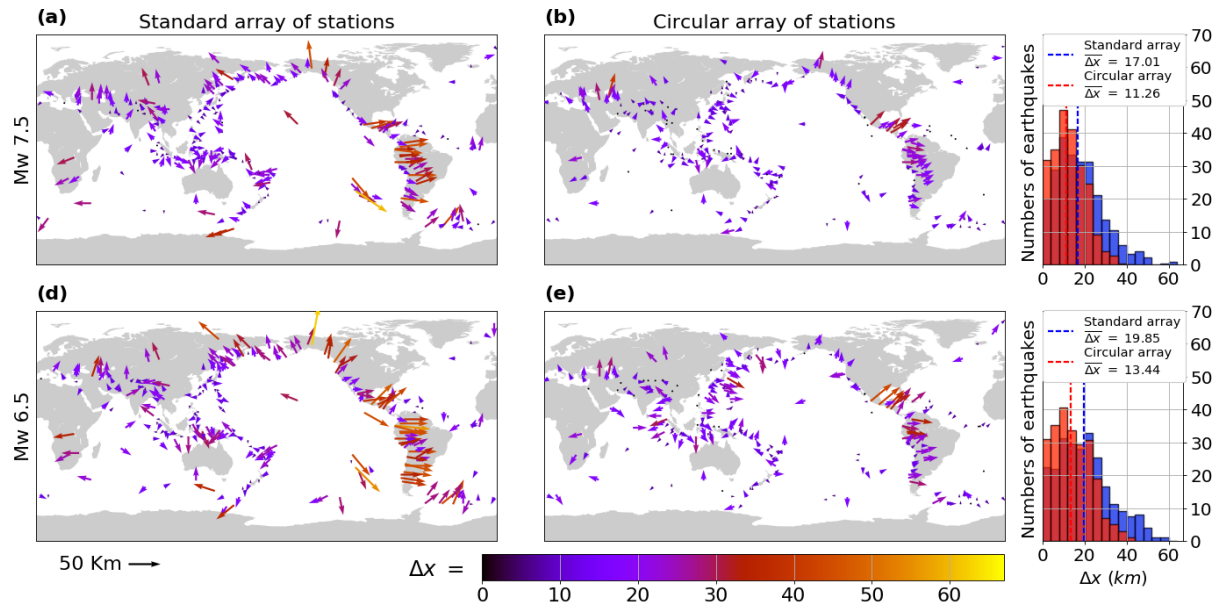 (a)
Standard array of stations
(b)
Circular array of stations
Mw 7.5
Numbers of earthquakes
Standard array
Δx = 17.01
Circular array
Δx = 11.26
70
60
50
40
30
20
10
0
0 20 40 60
(d)
(e)
Mw 6.5
Numbers of earthquakes
Standard array
Δx = 19.85
Circular array
Δx = 13.44
70
60
50
40
30
20
10
0
0 20 40 60
Δx (km)
50 Km
Δx =
0 10 20 30 40 50 60